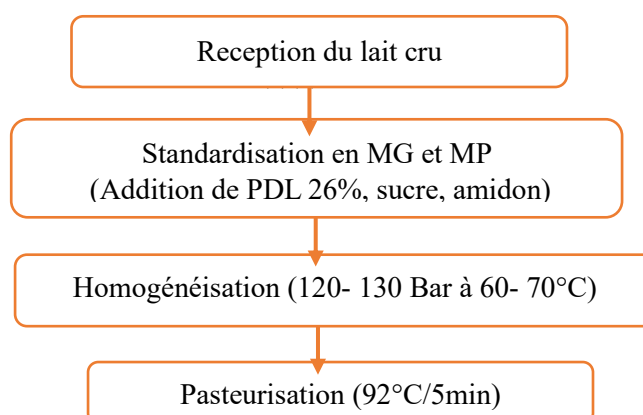 Reception du lait cru
Standardisation en MG et MP
(Addition de PDL 26%, sucre, amidon)
Homogénéisation (120- 130 Bar à 60- 70°C)
Pasteurisation (92°C/5min)